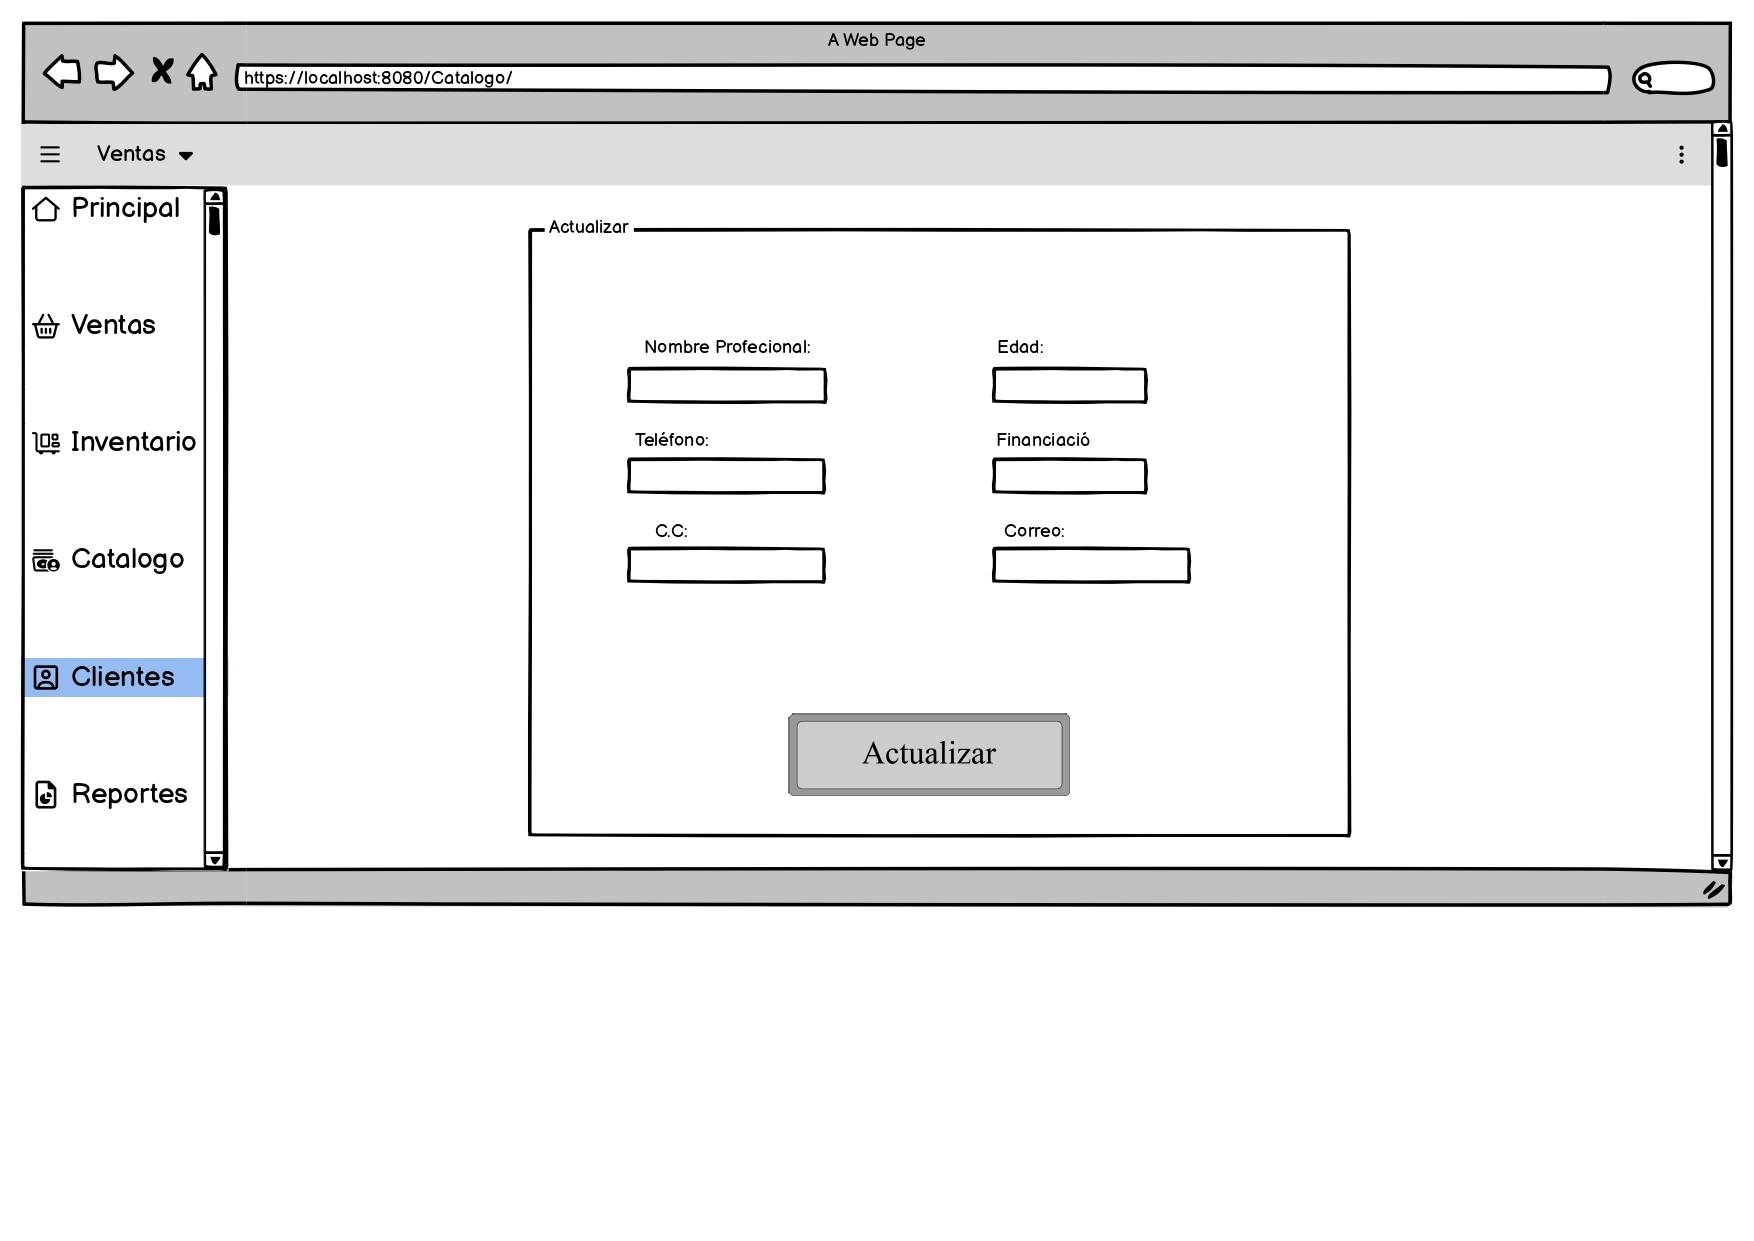 A Web Page
https://localhost:8080/Catalogo/
Ventas
Principal
Ventas
Inventario
Catalogo
Clientes
Reportes
Actualizar
Nombre Profecional:
Edad:
Teléfono:
Financiació
C.C:
Correo:
Actualizar